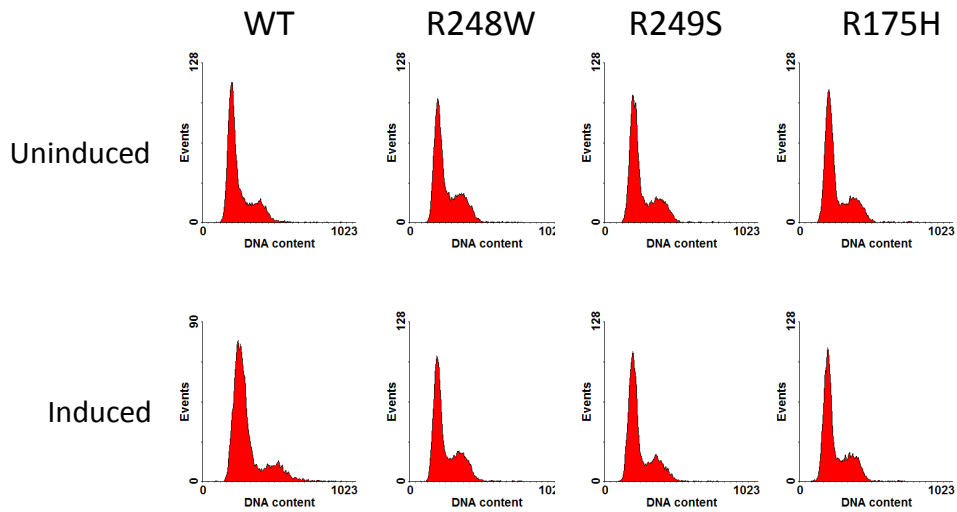 WT R248W R249S R175H
128 128 128 128
Uninduced Events Events Events Events
0 0 0 0
0 1023 0 102 0 1023 0 1023
DNA content DNA content DNA content DNA content
90 128 128 128
Induced Events Events Events Events
0 0 0 0
0 1023 0 102 0 1023 0 1023
DNA content DNA content DNA content DNA content